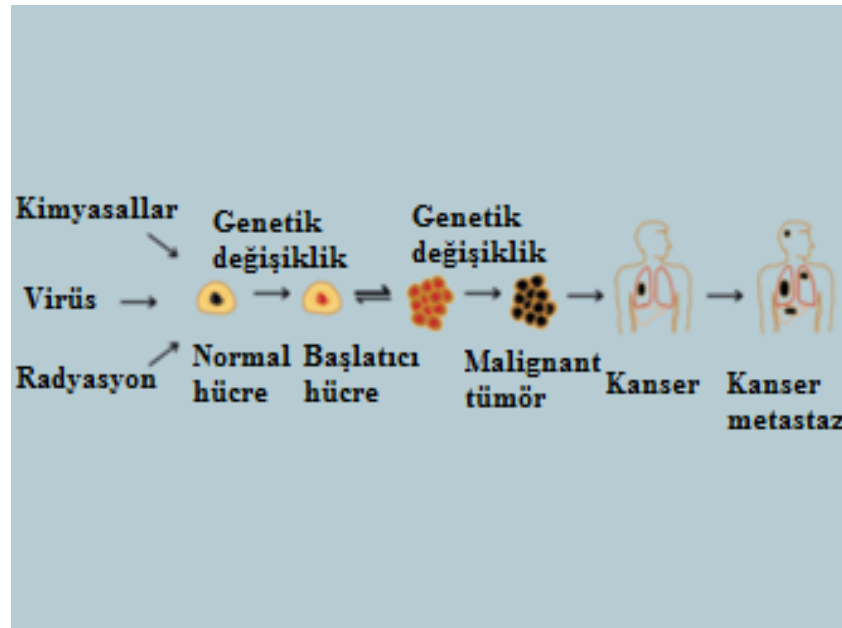 Kimyasallar
Virüs
Radyasyon
Genetik
değişiklik
Normal
hücre
Başlatıcı
hücre
Genetik
değişiklik
Malignant
tümör
Kanser
Kanser
metastaz